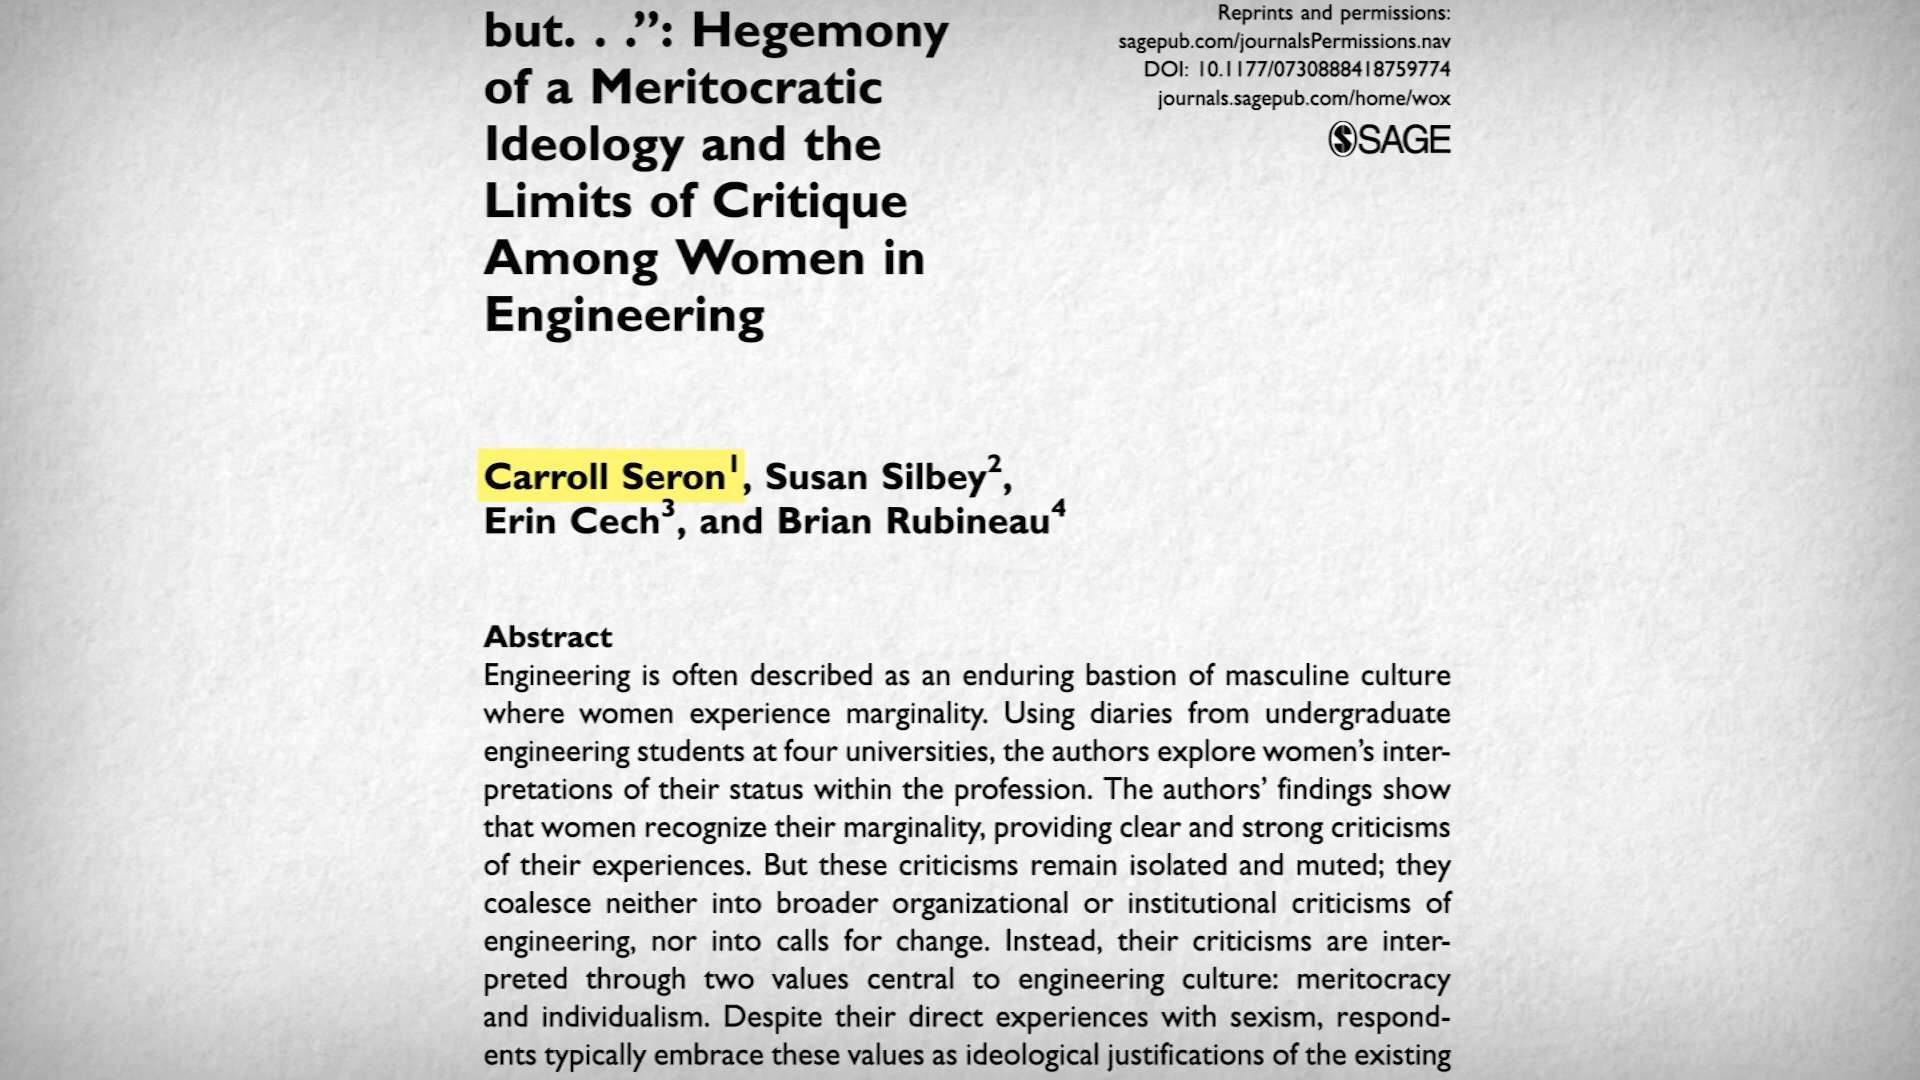 but. . .”: Hegemony
of a Meritocratic
Ideology and the
Limits of Critique
Among Women in
Engineering
Reprints and permissions:
sagepub.com/journalsPermissions.nav
DOI: 10.1177/0730888418759774
journals.sagepub.com/home/wox
SAGE
Carroll Seron1, Susan Silbey2,
Erin Cech3, and Brian Rubineau4
Abstract
Engineering is often described as an enduring bastion of masculine culture
where women experience marginality. Using diaries from undergraduate
engineering students at four universities, the authors explore women’s inter-
pretations of their status within the profession. The authors’ findings show
that women recognize their marginality, providing clear and strong criticisms
of their experiences. But these criticisms remain isolated and muted; they
coalesce neither into broader organizational or institutional criticisms of
engineering, nor into calls for change. Instead, their criticisms are inter-
preted through two values central to engineering culture: meritocracy
and individualism. Despite their direct experiences with sexism, respond-
ents typically embrace these values as ideological justifications of the existing